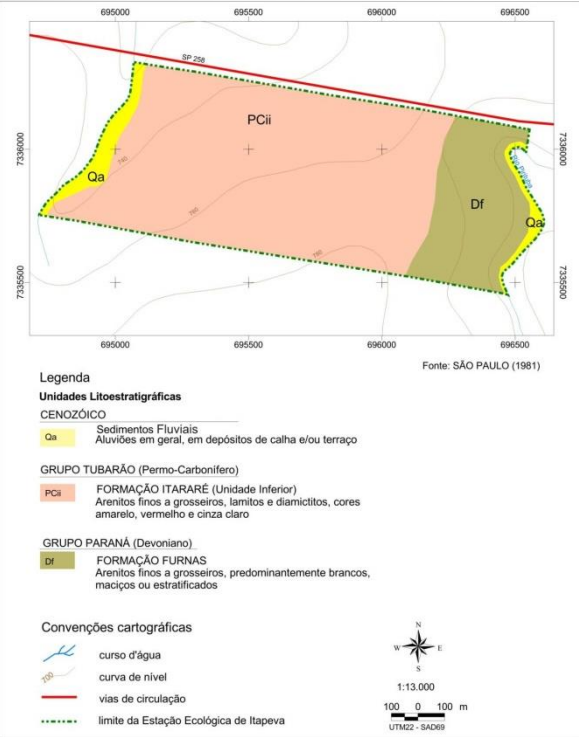 695000 695500 696000 696500
SP 258
PCii
7336000
7336000
740
Qa
Df
Qa
760
7335500
7335500
695000 695500 696000 696500
Fonte: SÃO PAULO (1981)
Legenda
Unidades Litoestratigráficas
CENOZÓICO
Qa
Sedimentos Fluviais
Aluviões em geral, em depósitos de calha e/ou terraço
GRUPO TUBARÃO (Permo-Carbonífero)
PCii
FORMAÇÃO ITARARÉ (Unidade Inferior)
Arenitos finos a grosseiros, lamitos e diamictitos, cores
amarelo, vermelho e cinza claro
GRUPO PARANÁ (Devoniano)
Df
FORMAÇÃO FURNAS
Arenitos finos a grosseiros, predominantemente brancos,
maciços ou estratificados
Convenções cartográficas
curso d'água
700
curva de nível
vias de circulação
limite da Estação Ecológica de Itapeva
N
W E
S
1:13.000
100 0 100 m
UTM22 - SAD69